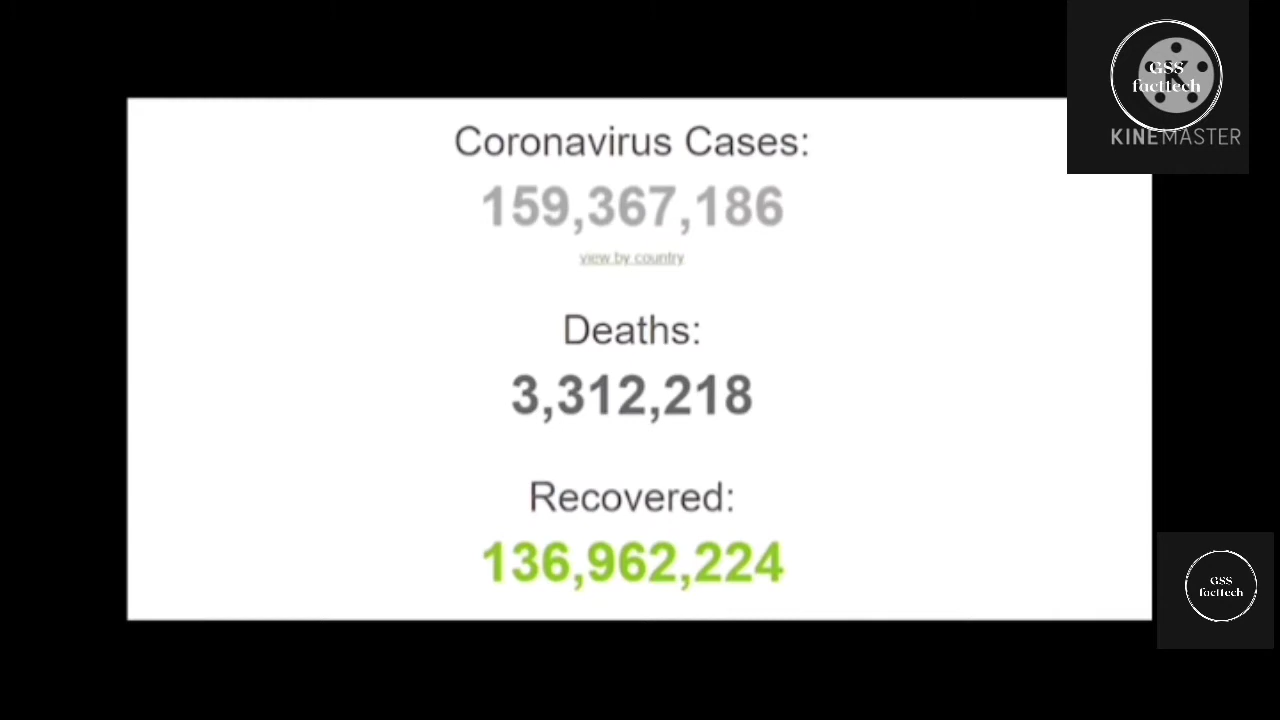 GSS
facttech
KINEMASTER
Coronavirus Cases:
159,367,186
view by country
Deaths:
3,312,218
Recovered:
136,962,224
GSS
facttech